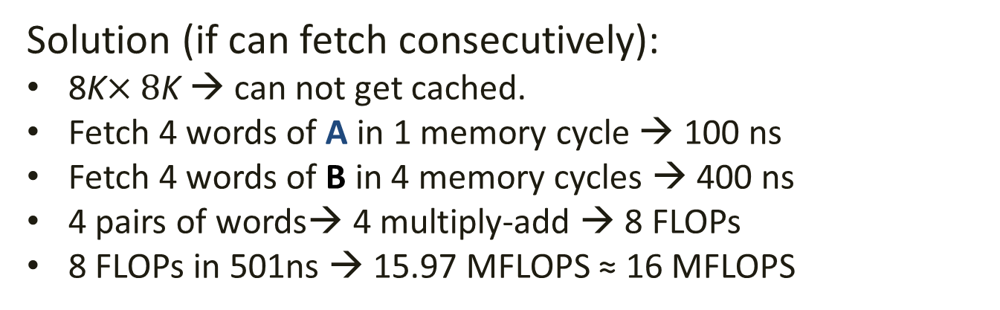 Solution (if can fetch consecutively):
• 8K× 8K → can not get cached.
• Fetch 4 words of A in 1 memory cycle → 100 ns
• Fetch 4 words of B in 4 memory cycles → 400 ns
• 4 pairs of words→ 4 multiply-add → 8 FLOPs
• 8 FLOPs in 501ns → 15.97 MFLOPS ≈ 16 MFLOPS